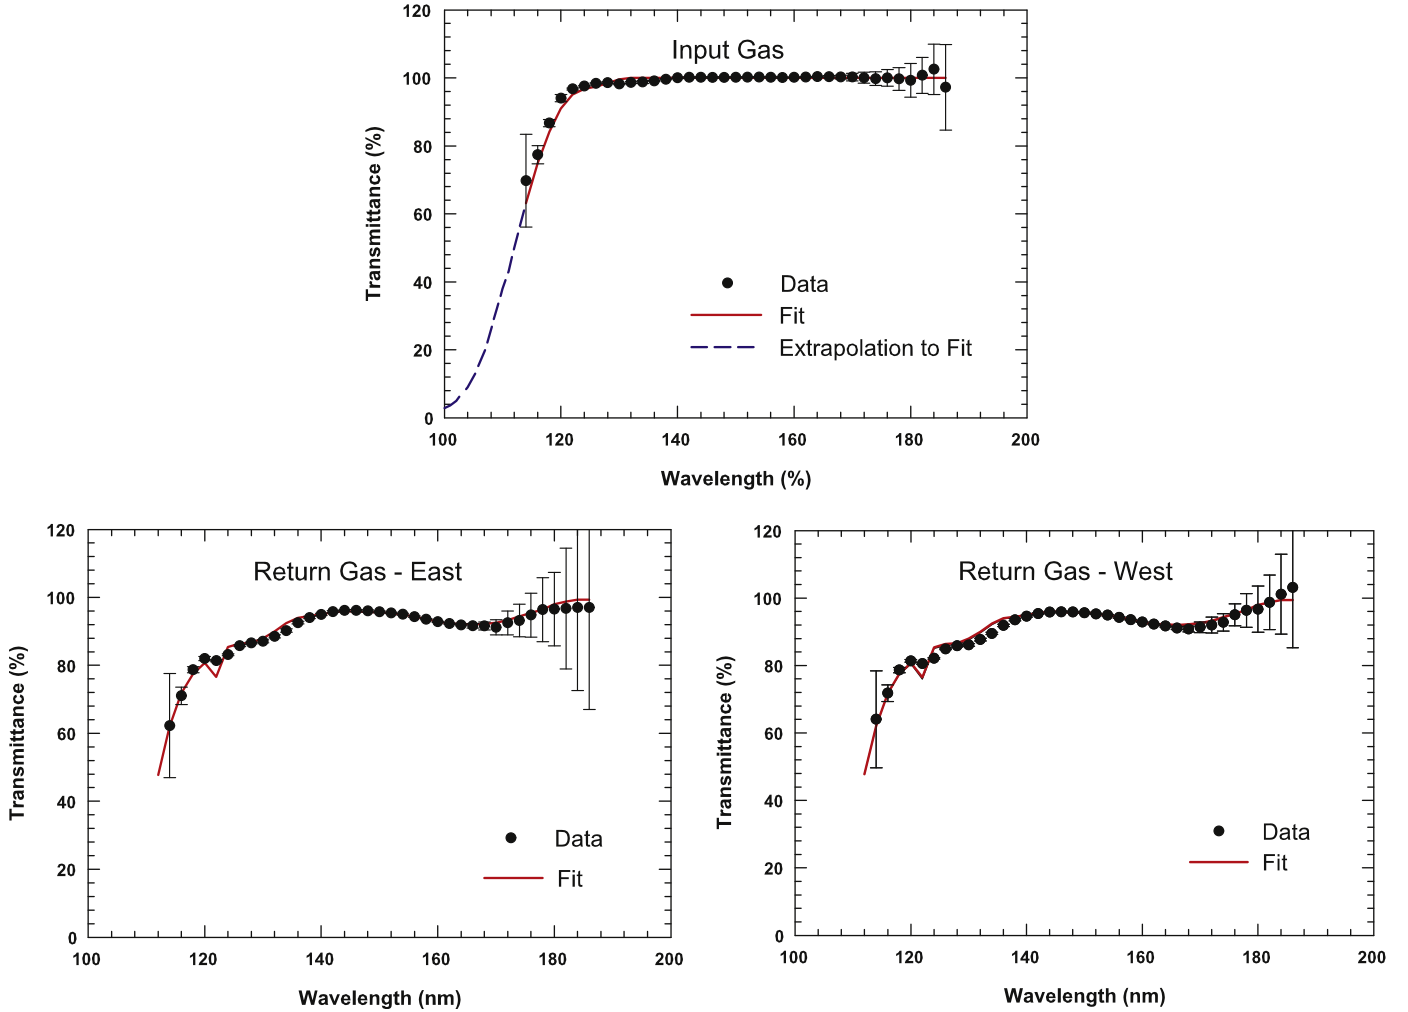 120
100
80
60
40
20
0
Transmittance (%)
Input Gas
Data
Fit
Extrapolation to Fit
100 120 140 160 180 200
Wavelength (%)
120
100
80
60
40
20
0
Transmittance (%)
Return Gas - East
Data
Fit
100 120 140 160 180 200
Wavelength (nm)
120
100
80
60
40
20
0
Transmittance (%)
Return Gas - West
Data
Fit
100 120 140 160 180 200
Wavelength (nm)